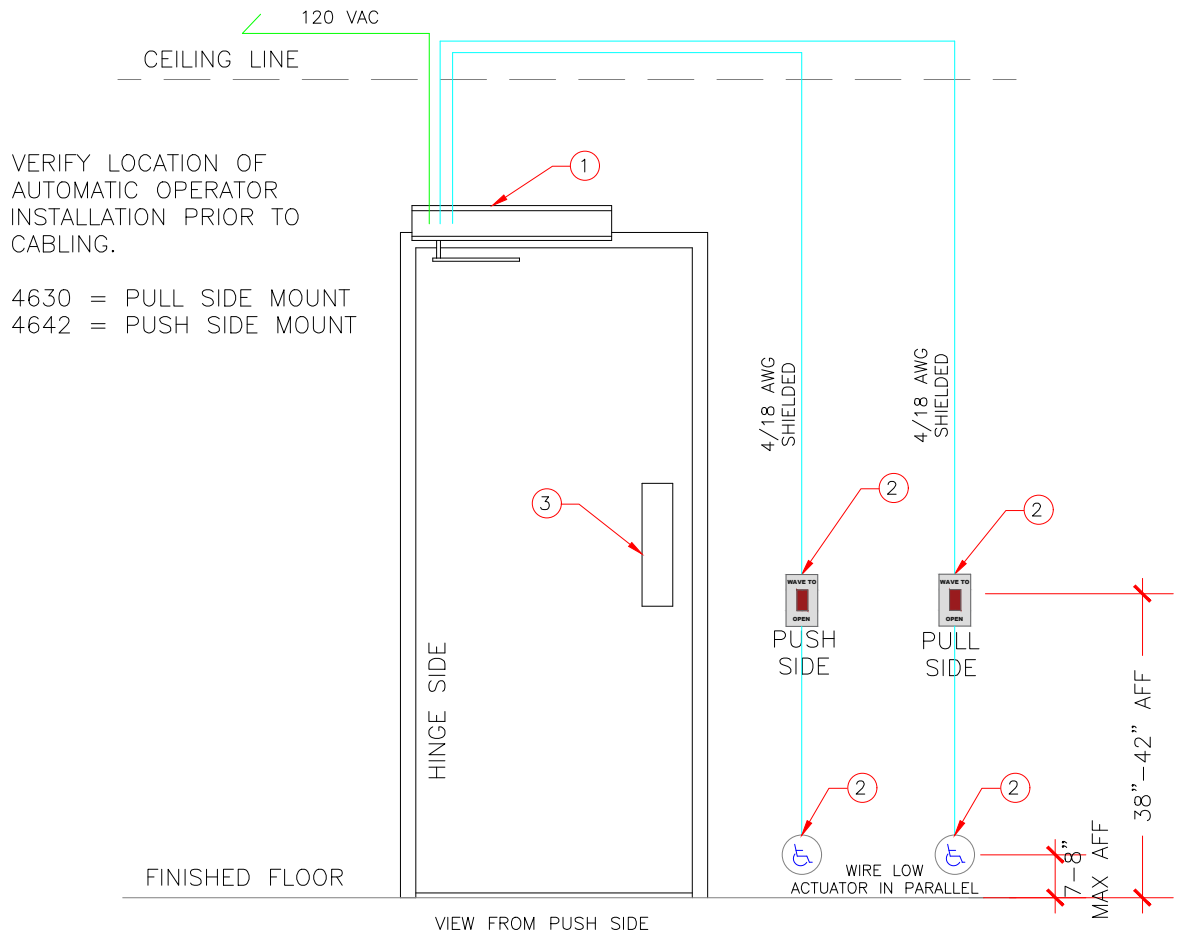 120 VAC
CEILING LINE
VERIFY LOCATION OF
AUTOMATIC OPERATOR
INSTALLATION PRIOR TO
CABLING.
4630 = PULL SIDE MOUNT
4642 = PUSH SIDE MOUNT
1
4/18 AWG
SHIELDED
4/18 AWG
SHIELDED
3
2
2
WAVE TO
OPEN
WAVE TO
OPEN
PUSH
SIDE
PULL
SIDE
HINGE SIDE
38"-42" AFF
2
2
7-8"
MAX AFF
WIRE LOW
ACTUATOR IN PARALLEL
FINISHED FLOOR
VIEW FROM PUSH SIDE